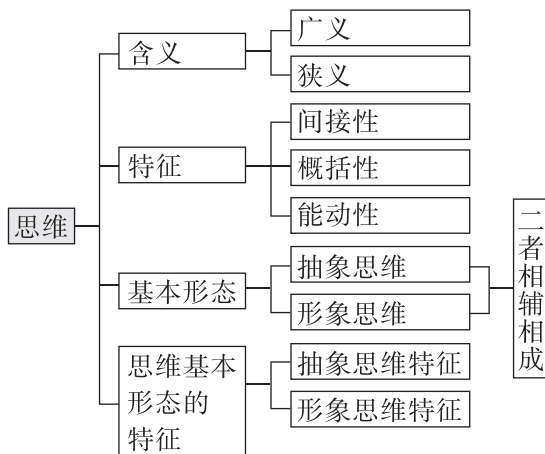 思维
含义
广义
狭义
特征
间接性
概括性
能动性
基本形态
抽象思维
形象思维
二者相辅相成
思维基本
形态的
特征
抽象思维特征
形象思维特征